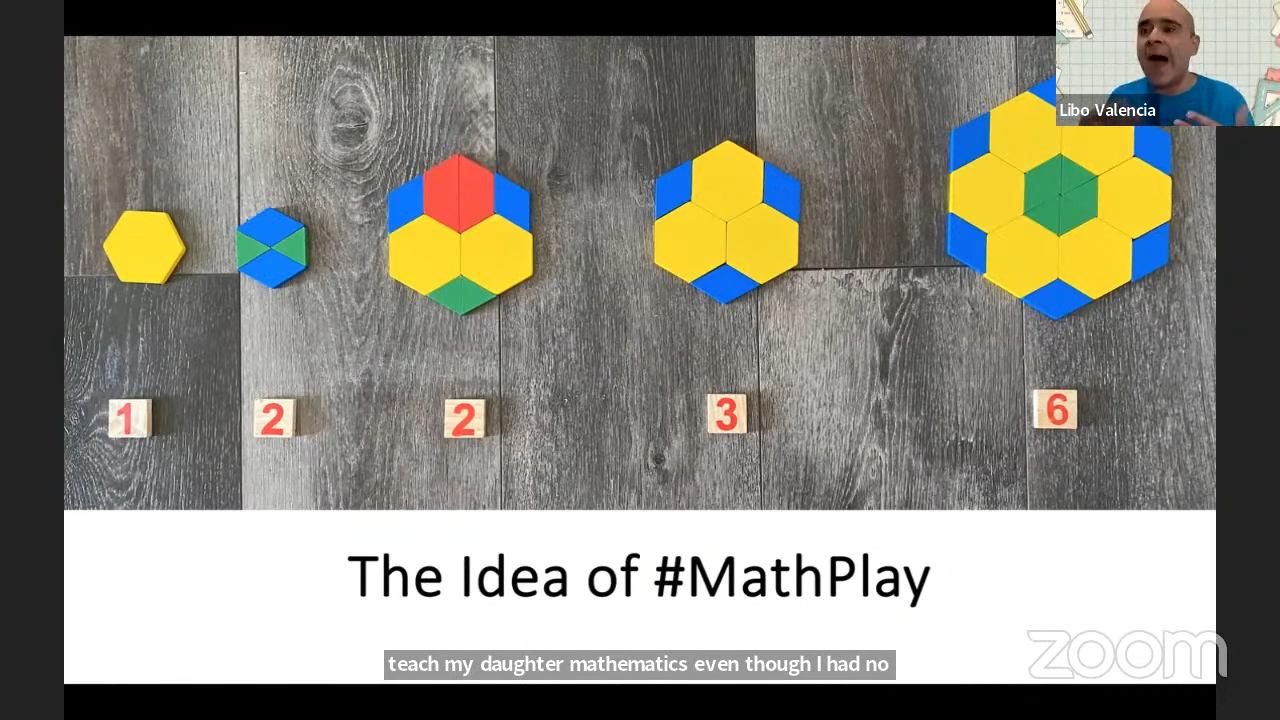 Libo Valencia
1 2 2 3 6
The Idea of #MathPlay
teach my daughter mathematics even though I had no
zoom